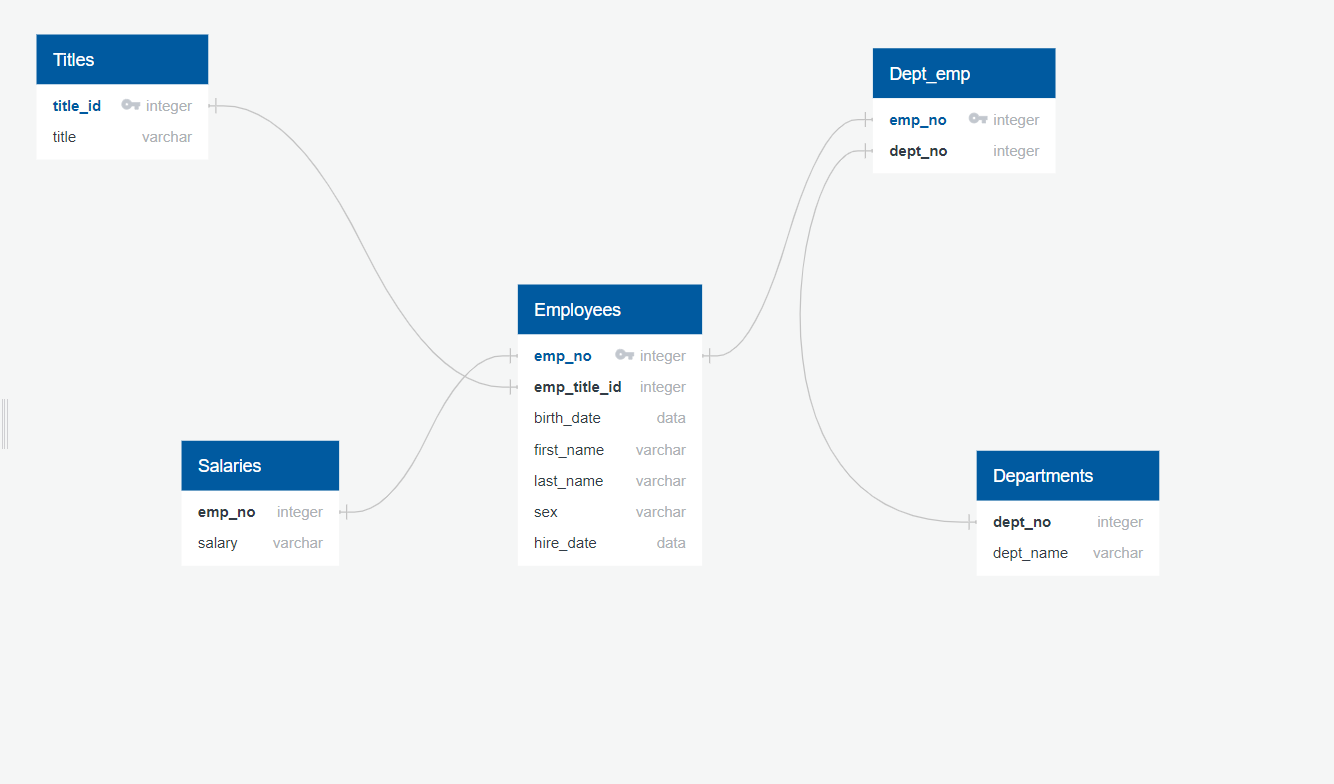 Titles
title_id integer
title varchar
Dept_emp
emp_no integer
dept_no integer
Employees
emp_no integer
emp_title_id integer
birth_date data
first_name varchar
last_name varchar
sex varchar
hire_date data
Salaries
emp_no integer
salary varchar
Departments
dept_no integer
dept_name varchar